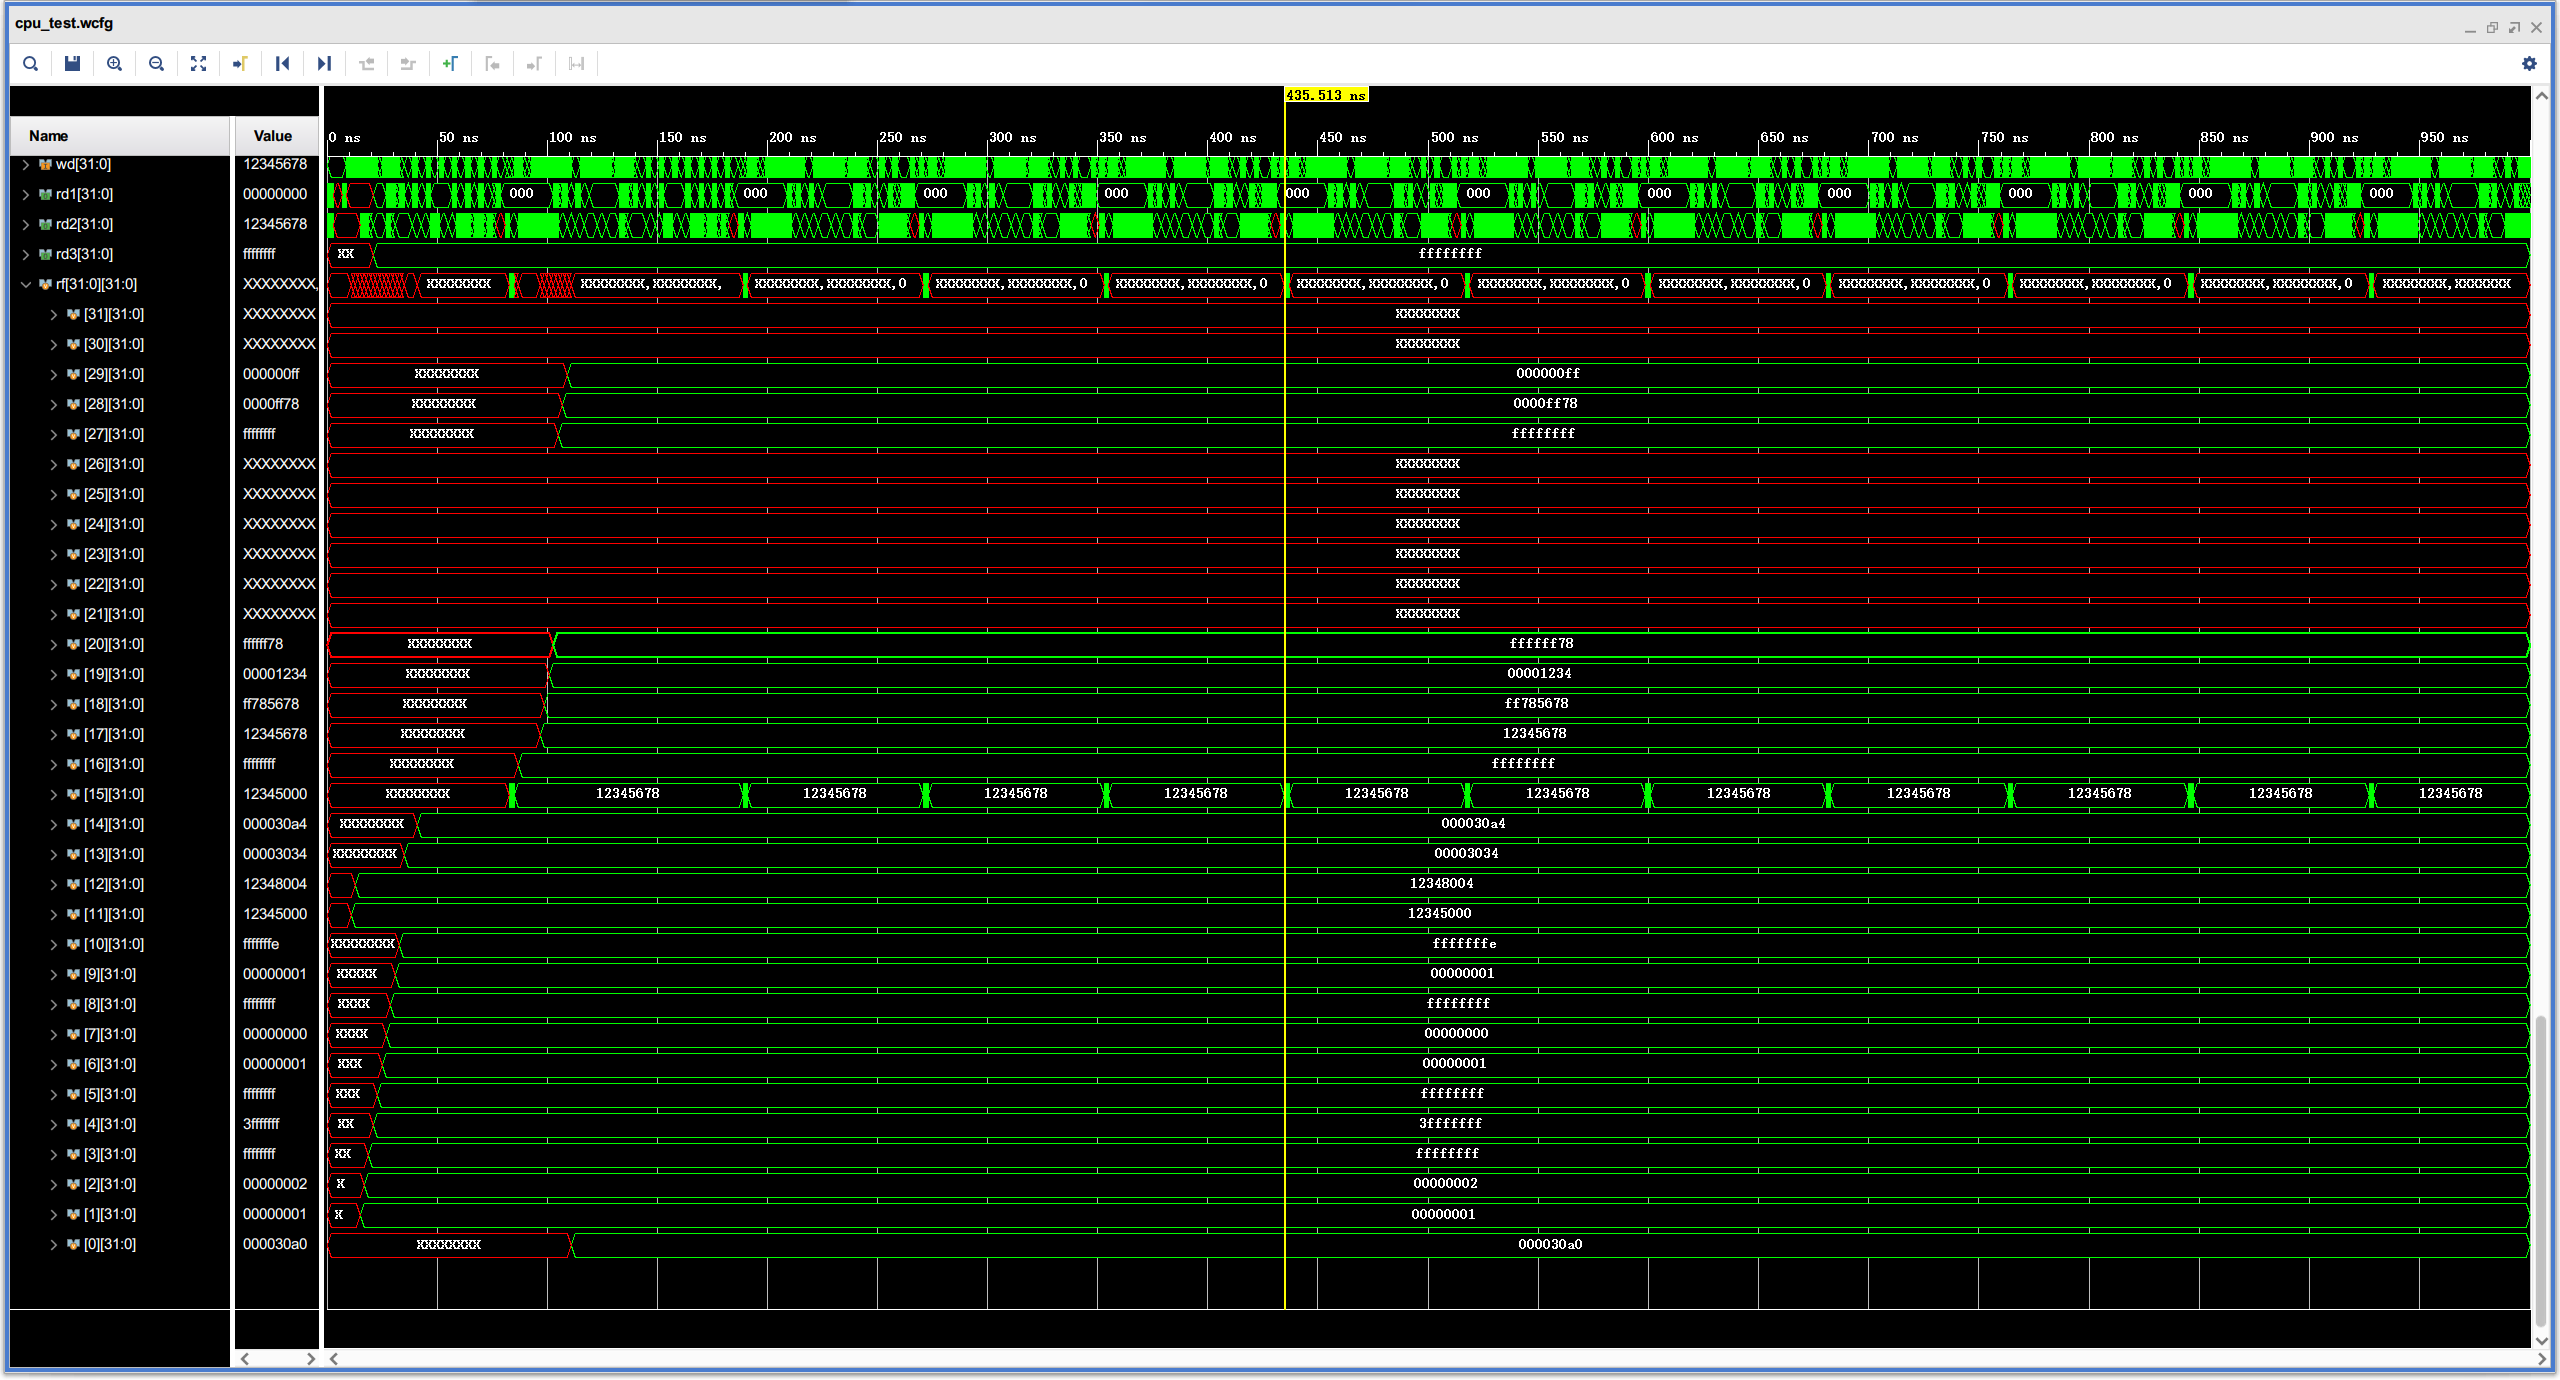 cpu_test.wcfg
435.513 ns
Name Value 0 ns 50 ns 100 ns 150 ns 200 ns 250 ns 300 ns 350 ns 400 ns 450 ns 500 ns 550 ns 600 ns 650 ns 700 ns 750 ns 800 ns 850 ns 900 ns 950 ns
wd[31:0] 12345678
rd1[31:0] 00000000 000 000 000 000 000 000 000 000 000 000 000
rd2[31:0] 12345678
rd3[31:0] ffffffff XX ffffffff
rf[31:0][31:0] XXXXXXXX, XXXXXXXX XXXXXXXX,XXXXXXXX, XXXXXXXX,XXXXXXXX,0 XXXXXXXX,XXXXXXXX,0 XXXXXXXX,XXXXXXXX,0 XXXXXXXX,XXXXXXXX,0 XXXXXXXX,XXXXXXXX,0 XXXXXXXX,XXXXXXXX,0 XXXXXXXX,XXXXXXXX,0 XXXXXXXX,XXXXXXXX,0 XXXXXXXX,XXXXXXXX,0 XXXXXXXX,XXXXXXX
[31][31:0] XXXXXXXX XXXXXXXX
[30][31:0] XXXXXXXX XXXXXXXX
[29][31:0] 000000ff XXXXXXXX 000000ff
[28][31:0] 0000ff78 XXXXXXXX 0000ff78
[27][31:0] ffffffff XXXXXXXX ffffffff
[26][31:0] XXXXXXXX XXXXXXXX
[25][31:0] XXXXXXXX XXXXXXXX
[24][31:0] XXXXXXXX XXXXXXXX
[23][31:0] XXXXXXXX XXXXXXXX
[22][31:0] XXXXXXXX XXXXXXXX
[21][31:0] XXXXXXXX XXXXXXXX
[20][31:0] ffffff78 XXXXXXXX ffffff78
[19][31:0] 00001234 XXXXXXXX 00001234
[18][31:0] ff785678 XXXXXXXX ff785678
[17][31:0] 12345678 XXXXXXXX 12345678
[16][31:0] ffffffff XXXXXXXX ffffffff
[15][31:0] 12345000 XXXXXXXX 12345678 12345678 12345678 12345678 12345678 12345678 12345678 12345678 12345678 12345678 12345678
[14][31:0] 000030a4 XXXXXXXX 000030a4
[13][31:0] 00003034 XXXXXXXX 00003034
[12][31:0] 12348004 12348004
[11][31:0] 12345000 12345000
[10][31:0] fffffffe XXXXXXXX fffffffe
[9][31:0] 00000001 XXXXX 00000001
[8][31:0] ffffffff XXXX ffffffff
[7][31:0] 00000000 XXXX 00000000
[6][31:0] 00000001 XXX 00000001
[5][31:0] ffffffff XXX ffffffff
[4][31:0] 3fffffff XX 3fffffff
[3][31:0] ffffffff XX ffffffff
[2][31:0] 00000002 X 00000002
[1][31:0] 00000001 X 00000001
[0][31:0] 000030a0 XXXXXXXX 000030a0